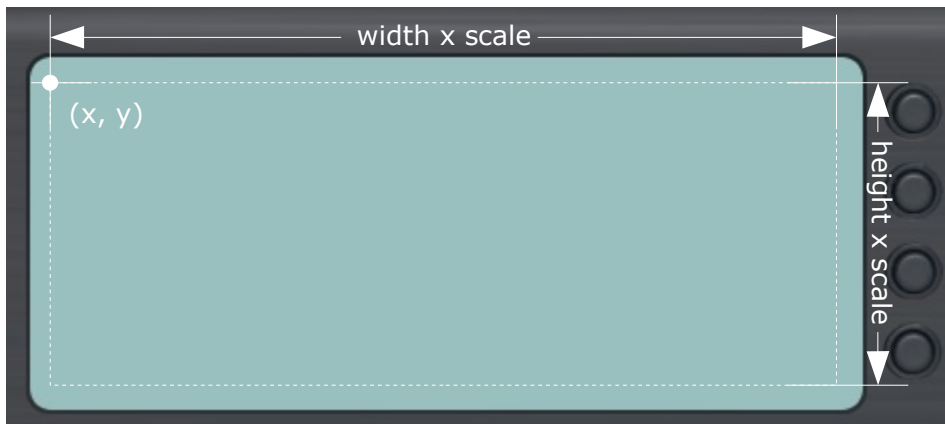 width x scale
(x, y)
height x scale